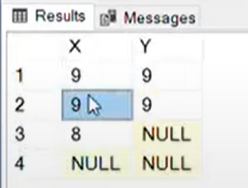 Results Messages
X Y
1 9 9
2 9 9
3 8 NULL
4 NULL NULL